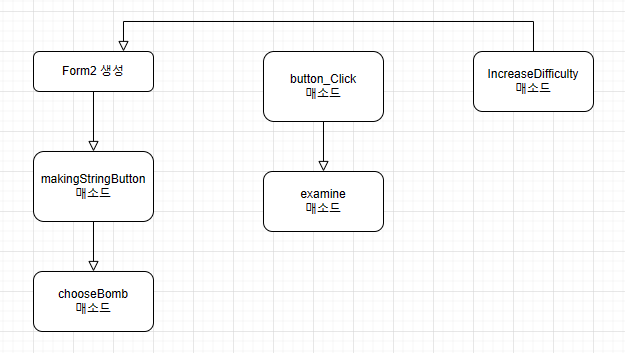 Form2 생성
button_Click
매소드
IncreaseDifficulty
매소드
makingStringButton
매소드
examine
매소드
chooseBomb
매소드